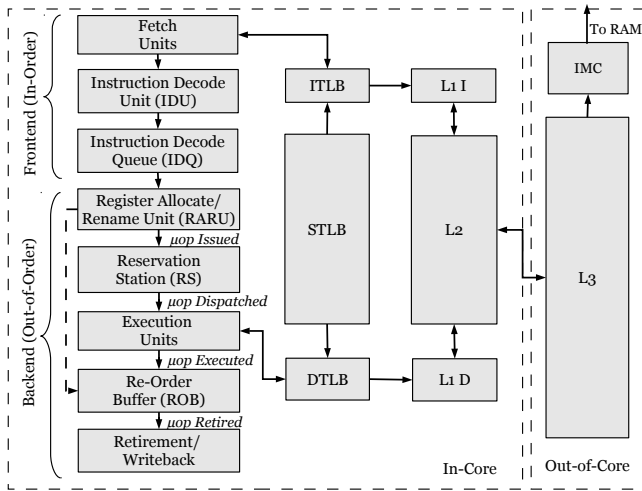 Frontend (In-Order)
Backend (Out-of-Order)
Fetch
Units
Instruction Decode
Unit (IDU)
Instruction Decode
Queue (IDQ)
Register Allocate/
Rename Unit (RARU)
μop Issued
Reservation
Station (RS)
μop Dispatched
Execution
Units
μop Executed
Re-Order
Buffer (ROB)
μop Retired
Retirement/
Writeback
ITLB
STLB
DTLB
L1 I
L2
L1 D
In-Core
To RAM
IMC
L3
Out-of-Core